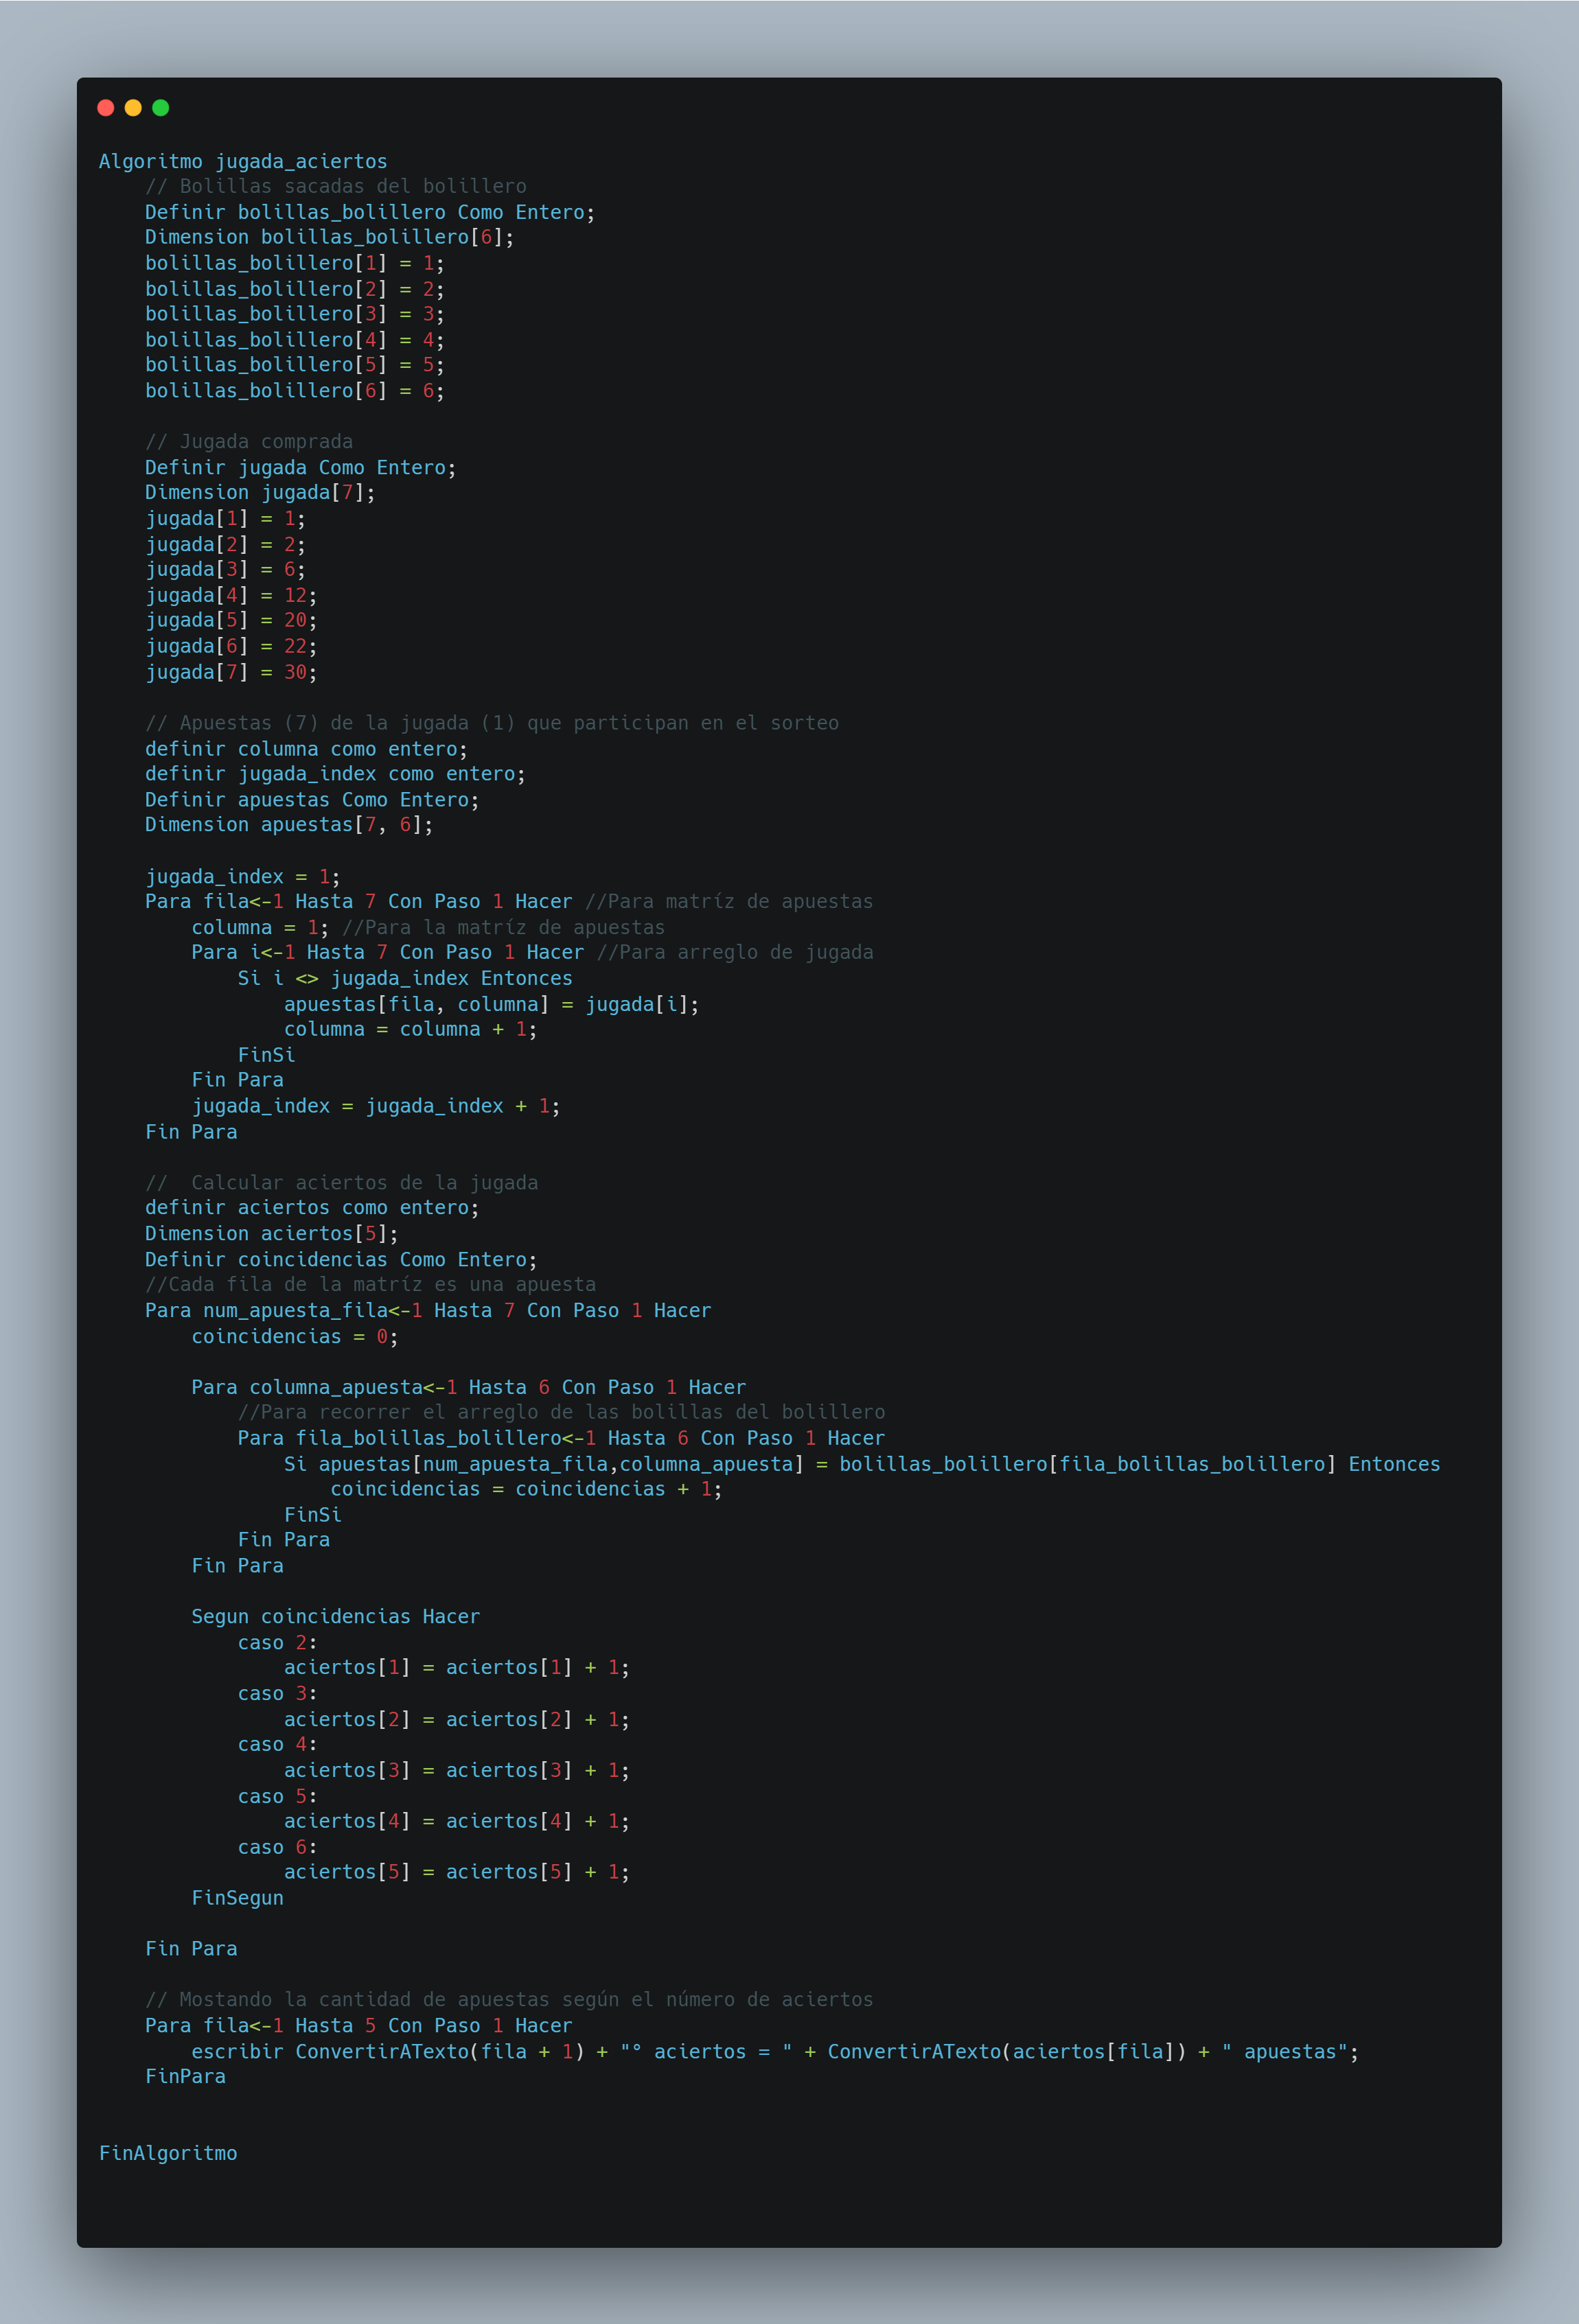 Algoritmo jugada_aciertos
    // Bolillas sacadas del bolillero
    Definir bolillas_bolillero Como Entero;
    Dimension bolillas_bolillero[6];
    bolillas_bolillero[1] = 1;
    bolillas_bolillero[2] = 2;
    bolillas_bolillero[3] = 3;
    bolillas_bolillero[4] = 4;
    bolillas_bolillero[5] = 5;
    bolillas_bolillero[6] = 6;

    // Jugada comprada
    Definir jugada Como Entero;
    Dimension jugada[7];
    jugada[1] = 1;
    jugada[2] = 2;
    jugada[3] = 6;
    jugada[4] = 12;
    jugada[5] = 20;
    jugada[6] = 22;
    jugada[7] = 30;

    // Apuestas (7) de la jugada (1) que participan en el sorteo
    definir columna como entero;
    definir jugada_index como entero;
    Definir apuestas Como Entero;
    Dimension apuestas[7, 6];

    jugada_index = 1;
    Para fila<-1 Hasta 7 Con Paso 1 Hacer //Para matríz de apuestas
        columna = 1; //Para la matríz de apuestas
        Para i<-1 Hasta 7 Con Paso 1 Hacer //Para arreglo de jugada
            Si i <> jugada_index Entonces
                apuestas[fila, columna] = jugada[i];
                columna = columna + 1;
            FinSi
        Fin Para
        jugada_index = jugada_index + 1;
    Fin Para

    //  Calcular aciertos de la jugada
    definir aciertos como entero;
    Dimension aciertos[5];
    Definir coincidencias Como Entero;
    //Cada fila de la matríz es una apuesta
    Para num_apuesta_fila<-1 Hasta 7 Con Paso 1 Hacer
        coincidencias = 0;

        Para columna_apuesta<-1 Hasta 6 Con Paso 1 Hacer
            //Para recorrer el arreglo de las bolillas del bolillero
            Para fila_bolillas_bolillero<-1 Hasta 6 Con Paso 1 Hacer
                Si apuestas[num_apuesta_fila,columna_apuesta] = bolillas_bolillero[fila_bolillas_bolillero] Entonces
                    coincidencias = coincidencias + 1;
                FinSi
            Fin Para
        Fin Para

        Segun coincidencias Hacer
            caso 2:
                aciertos[1] = aciertos[1] + 1;
            caso 3:
                aciertos[2] = aciertos[2] + 1;
            caso 4:
                aciertos[3] = aciertos[3] + 1;
            caso 5:
                aciertos[4] = aciertos[4] + 1;
            caso 6:
                aciertos[5] = aciertos[5] + 1;
        FinSegun

    Fin Para

    // Mostando la cantidad de apuestas según el número de aciertos
    Para fila<-1 Hasta 5 Con Paso 1 Hacer
        escribir ConvertirATexto(fila + 1) + "° aciertos = " + ConvertirATexto(aciertos[fila]) + " apuestas";
    FinPara


FinAlgoritmo